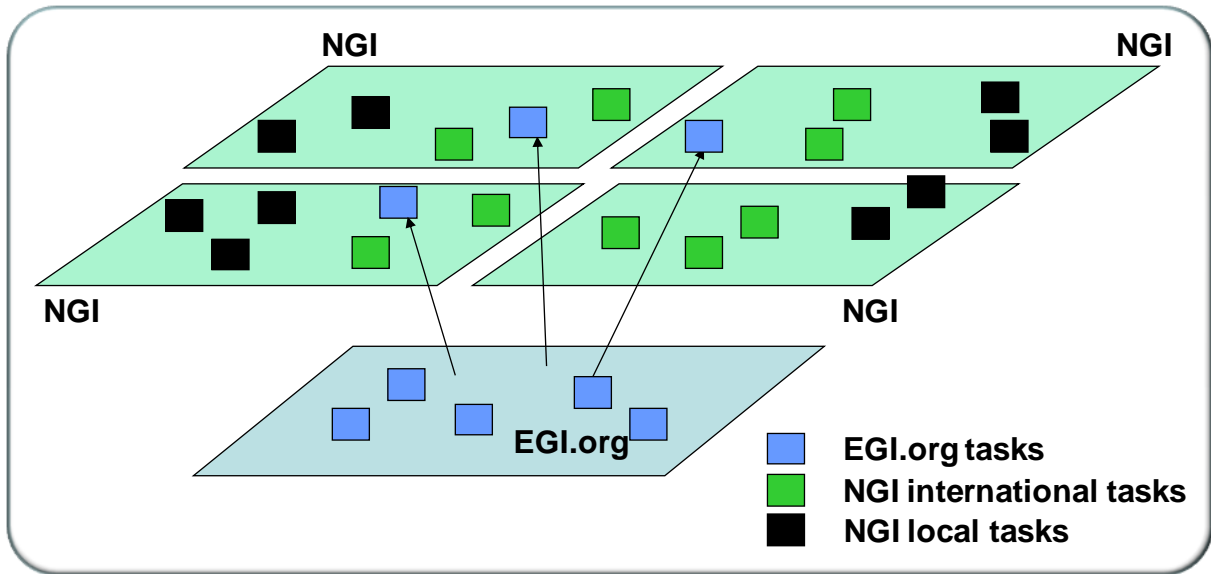 NGI
NGI
NGI
NGI
EGI.org
EGI.org tasks
NGI international tasks
NGI local tasks